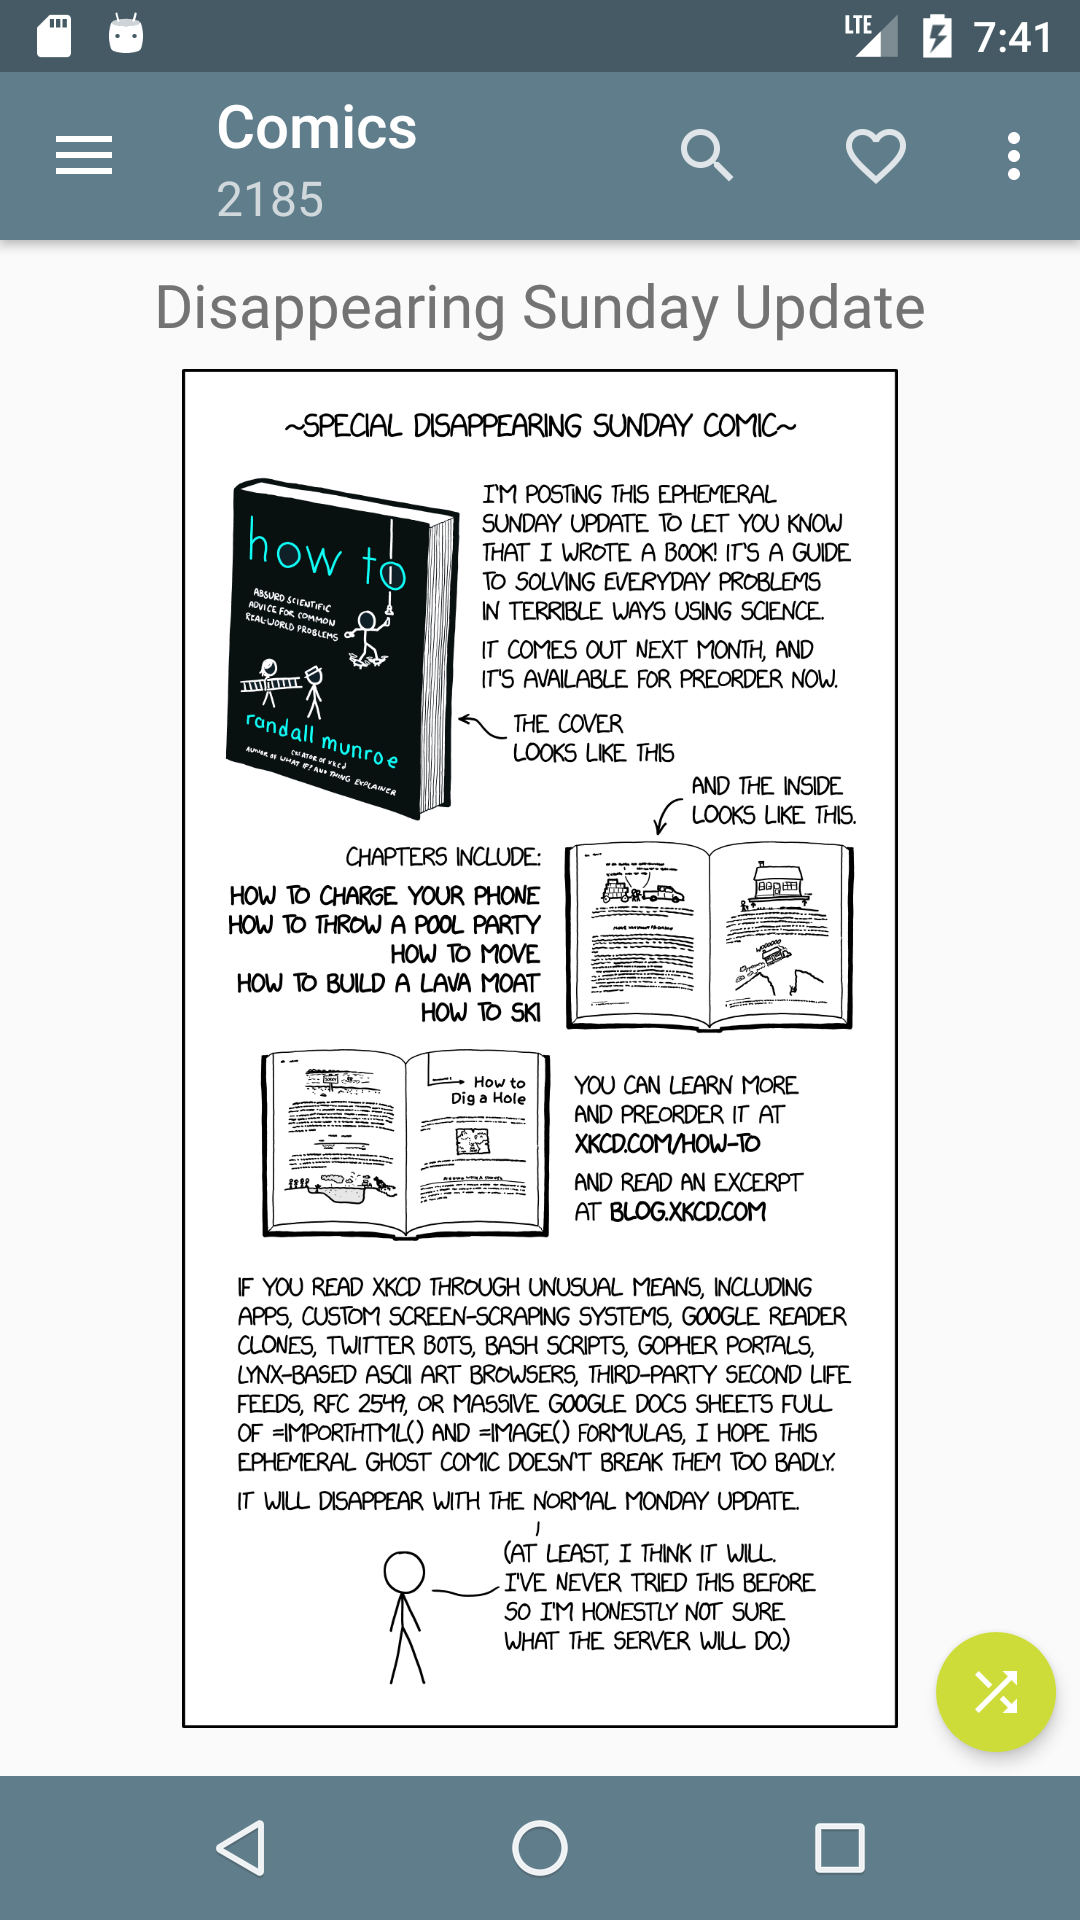 LTE 7:41
Comics
2185
Disappearing Sunday Update
~SPECIAL DISAPPEARING SUNDAY COMIC~
how to
ABSURD SCIENTIFIC
ADVICE FOR COMMON
REAL-WORLD PROBLEMS
randall munroe
CREATOR OF XKCD
AUTHOR OF WHAT IF? AND THING EXPLAINER
I'M POSTING THIS EPHEMERAL
SUNDAY UPDATE TO LET YOU KNOW
THAT I WROTE A BOOK! IT'S A GUIDE
TO SOLVING EVERYDAY PROBLEMS
IN TERRIBLE WAYS USING SCIENCE.
IT COMES OUT NEXT MONTH, AND
IT'S AVAILABLE FOR PREORDER NOW.
THE COVER
LOOKS LIKE THIS
AND THE INSIDE
LOOKS LIKE THIS.
CHAPTERS INCLUDE:
HOW TO CHARGE YOUR PHONE
HOW TO THROW A POOL PARTY
HOW TO MOVE
HOW TO BUILD A LAVA MOAT
HOW TO SKI
How to
Dig a Hole
YOU CAN LEARN MORE
AND PREORDER IT AT
XKCD.COM/HOW-TO
AND READ AN EXCERPT
AT BLOG.XKCD.COM
IF YOU READ XKCD THROUGH UNUSUAL MEANS, INCLUDING
APPS, CUSTOM SCREEN-SCRAPING SYSTEMS, GOOGLE READER
CLONES, TWITTER BOTS, BASH SCRIPTS, GOPHER PORTALS,
LYNX-BASED ASCII ART BROWSERS, THIRD-PARTY SECOND LIFE
FEEDS, RFC 2549, OR MASSIVE GOOGLE DOCS SHEETS FULL
OF =IMPORTHTML() AND =IMAGE() FORMULAS, I HOPE THIS
EPHEMERAL GHOST COMIC DOESN'T BREAK THEM TOO BADLY.
IT WILL DISAPPEAR WITH THE NORMAL MONDAY UPDATE.
(AT LEAST, I THINK IT WILL.
I'VE NEVER TRIED THIS BEFORE
SO I'M HONESTLY NOT SURE
WHAT THE SERVER WILL DO.)